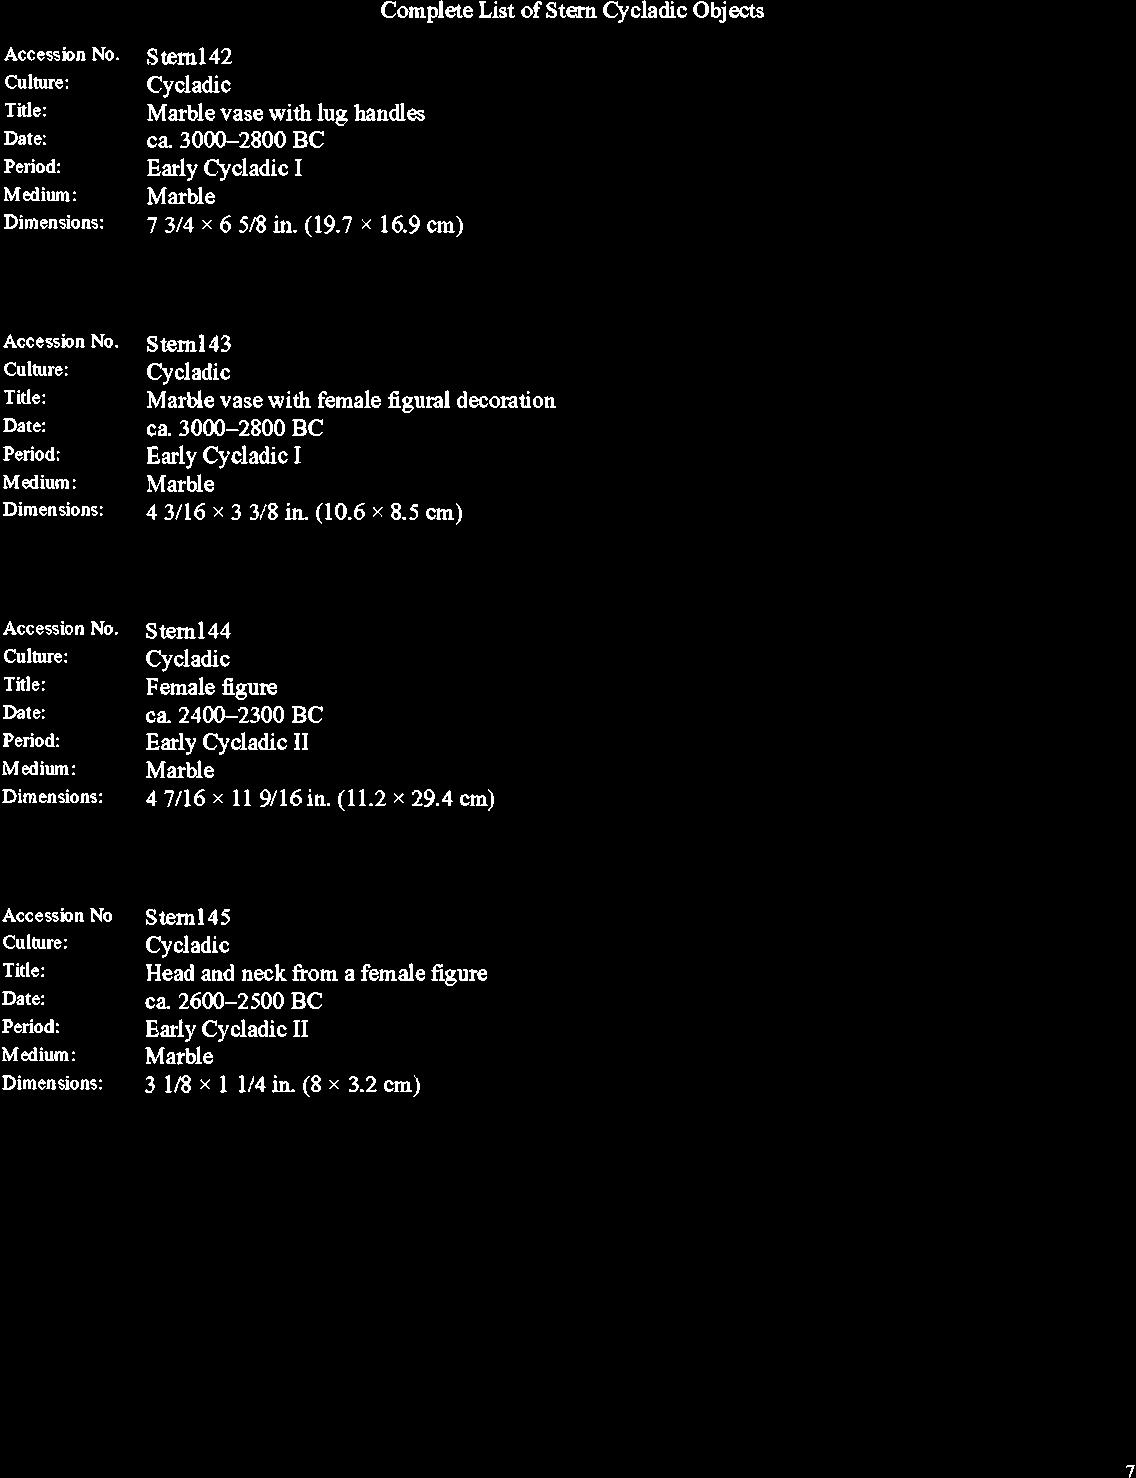 Complete List of Stern Cycladic Objects
Accession No. Stern142
Culture: Cycladic
Title: Marble vase with lug handles
Date: ca. 3000–2800 BC
Period: Early Cycladic I
Medium: Marble
Dimensions: 7 3/4 × 6 5/8 in. (19.7 × 16.9 cm)
Accession No. Stern143
Culture: Cycladic
Title: Marble vase with female figural decoration
Date: ca. 3000–2800 BC
Period: Early Cycladic I
Medium: Marble
Dimensions: 4 3/16 × 3 3/8 in. (10.6 × 8.5 cm)
Accession No. Stern144
Culture: Cycladic
Title: Female figure
Date: ca. 2400–2300 BC
Period: Early Cycladic II
Medium: Marble
Dimensions: 4 7/16 × 11 9/16 in. (11.2 × 29.4 cm)
Accession No Stern145
Culture: Cycladic
Title: Head and neck from a female figure
Date: ca. 2600–2500 BC
Period: Early Cycladic II
Medium: Marble
Dimensions: 3 1/8 × 1 1/4 in. (8 × 3.2 cm)
7